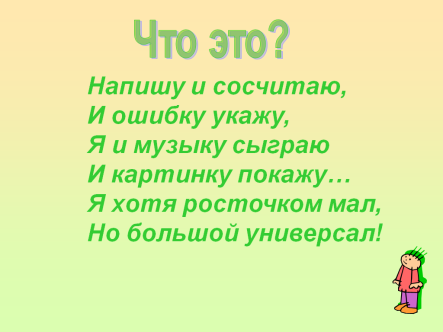 Что это?
Напишу и сосчитаю,
И ошибку укажу,
Я и музыку сыграю
И картинку покажу…
Я хотя росточком мал,
Но большой универсал!